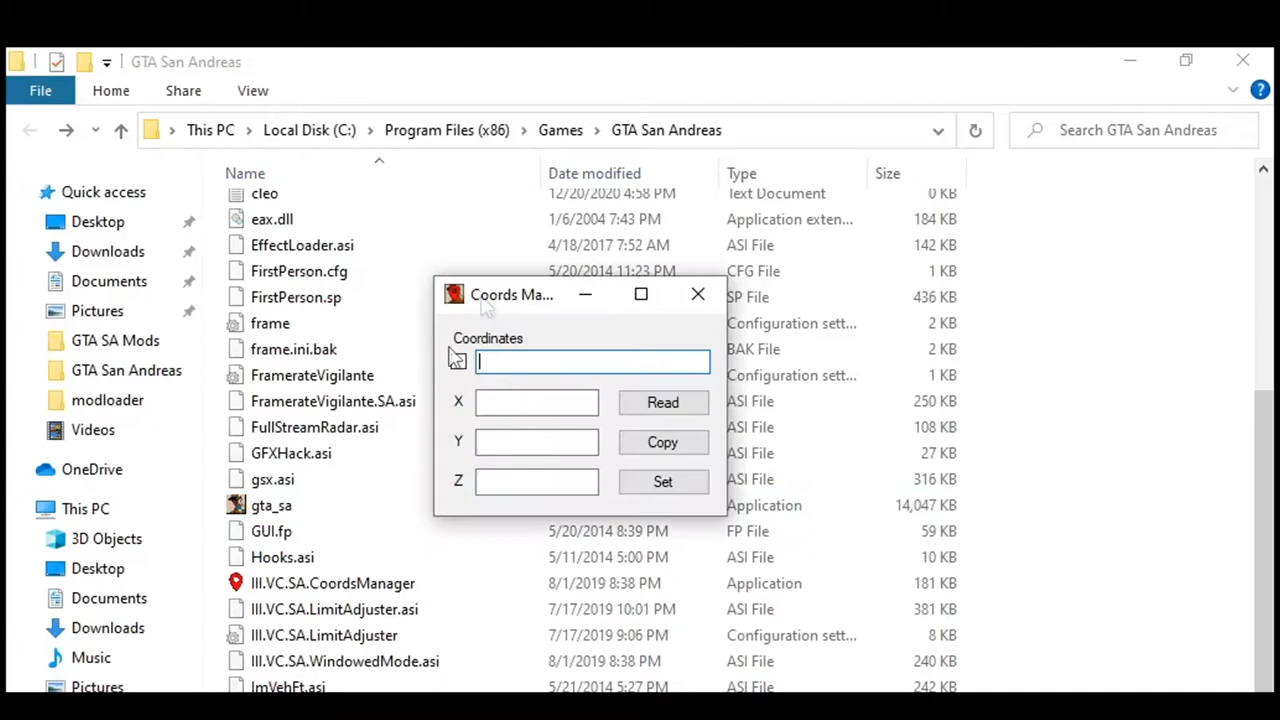 GTA San Andreas
File Home Share View
This PC Local Disk (C:) Program Files (x86) Games GTA San Andreas Search GTA San Andreas
Name Date modified Type Size
Quick access
Desktop
Downloads
Documents
Pictures
GTA SA Mods
GTA San Andreas
modloader
Videos
OneDrive
This PC
3D Objects
Desktop
Documents
Downloads
Music
Pictures
cleo 12/20/2020 4:58 PM Text Document 0 KB
eax.dll 1/6/2004 7:43 PM Application exten... 184 KB
EffectLoader.asi 4/18/2017 7:52 AM ASI File 142 KB
FirstPerson.cfg 5/20/2014 11:23 PM CFG File 1 KB
FirstPerson.sp SP File 436 KB
frame Configuration sett... 2 KB
frame.ini.bak BAK File 2 KB
FramerateVigilante Configuration sett... 1 KB
FramerateVigilante.SA.asi ASI File 250 KB
FullStreamRadar.asi ASI File 108 KB
GFXHack.asi ASI File 27 KB
gsx.asi ASI File 316 KB
gta_sa Application 14,047 KB
GUI.fp 5/20/2014 8:39 PM FP File 59 KB
Hooks.asi 5/11/2014 5:00 PM ASI File 10 KB
III.VC.SA.CoordsManager 8/1/2019 8:38 PM Application 181 KB
III.VC.SA.LimitAdjuster.asi 7/17/2019 10:01 PM ASI File 381 KB
III.VC.SA.LimitAdjuster 7/17/2019 9:06 PM Configuration sett... 8 KB
III.VC.SA.WindowedMode.asi 8/1/2019 8:38 PM ASI File 240 KB
ImVehFt.asi 5/21/2014 5:27 PM ASI File 242 KB
Coords Ma...
Coordinates
X Read
Y Copy
Z Set